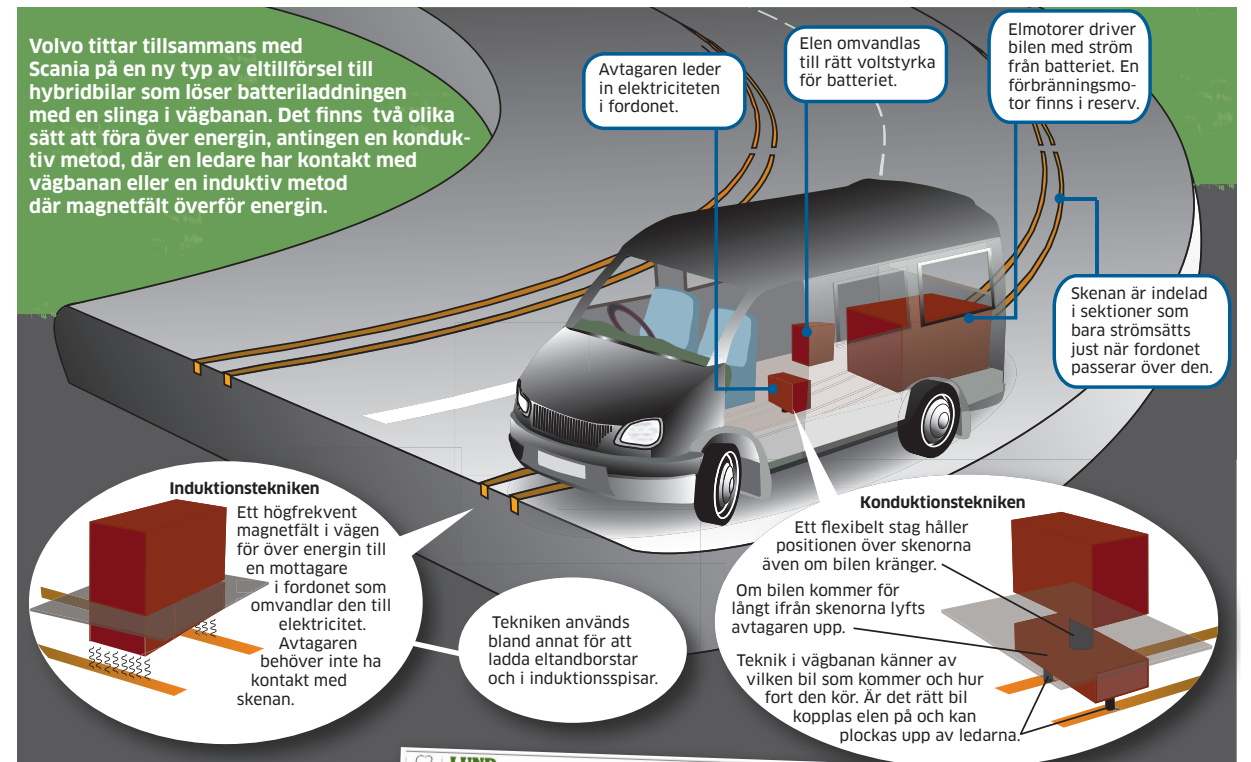 Volvo tittar tillsammans med
Scania på en ny typ av eltillförsel till
hybridbilar som löser batteriladdningen
med en slinga i vägbanan. Det finns två olika
sätt att föra över energin, antingen en konduk-
tiv metod, där en ledare har kontakt med
vägbanan eller en induktiv metod
där magnetfält överför energin.
Avtagaren leder
in elektriciteten
i fordonet.
Elen omvandlas
till rätt voltstyrka
för batteriet.
Elmotorer driver
bilen med ström
från batteriet. En
förbränningsmo-
tor finns i reserv.
Skenan är indelad
i sektioner som
bara strömsätts
just när fordonet
passerar över den.
Induktionstekniken
Ett högfrekvent
magnetfält i vägen
för över energin till
en mottagare
i fordonet som
omvandlar den till
elektricitet.
Avtagaren
behöver inte ha
kontakt med
skenan.
Tekniken används
bland annat för att
ladda eltandborstar
och i induktionsspisar.
Konduktionstekniken
Ett flexibelt stag håller
positionen över skenorna
även om bilen kränger.
Om bilen kommer för
långt ifrån skenorna lyfts
avtagaren upp.
Teknik i vägbanan känner av
vilken bil som kommer och hur
fort den kör. Är det rätt bil
kopplas elen på och kan
plockas upp av ledarna.
LUND